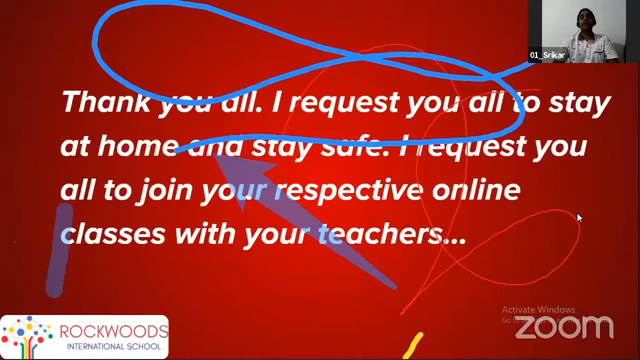 01_Srikar
Thank you all. I request you all to stay
at home and stay safe. I request you
all to join your respective online
classes with your teachers...
Activate Windows
ROCKWOODS
INTERNATIONAL SCHOOL
zoom